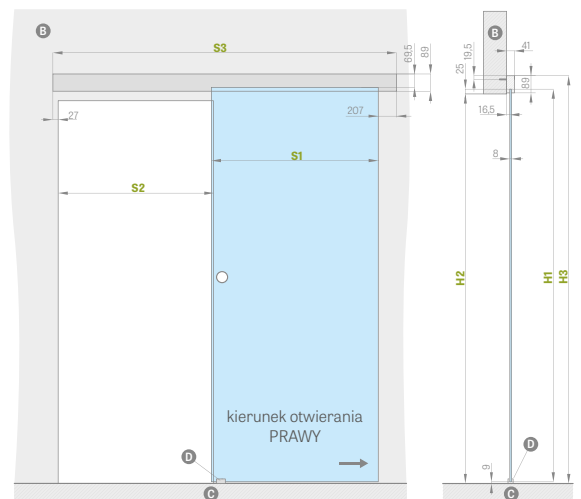 B
S3
69.5
89
27
207
S1
S2
kierunek otwierania
PRAWY
D
C
B
41
19,5
25
89
16,5
8
H2
H1
H3
9
D
C